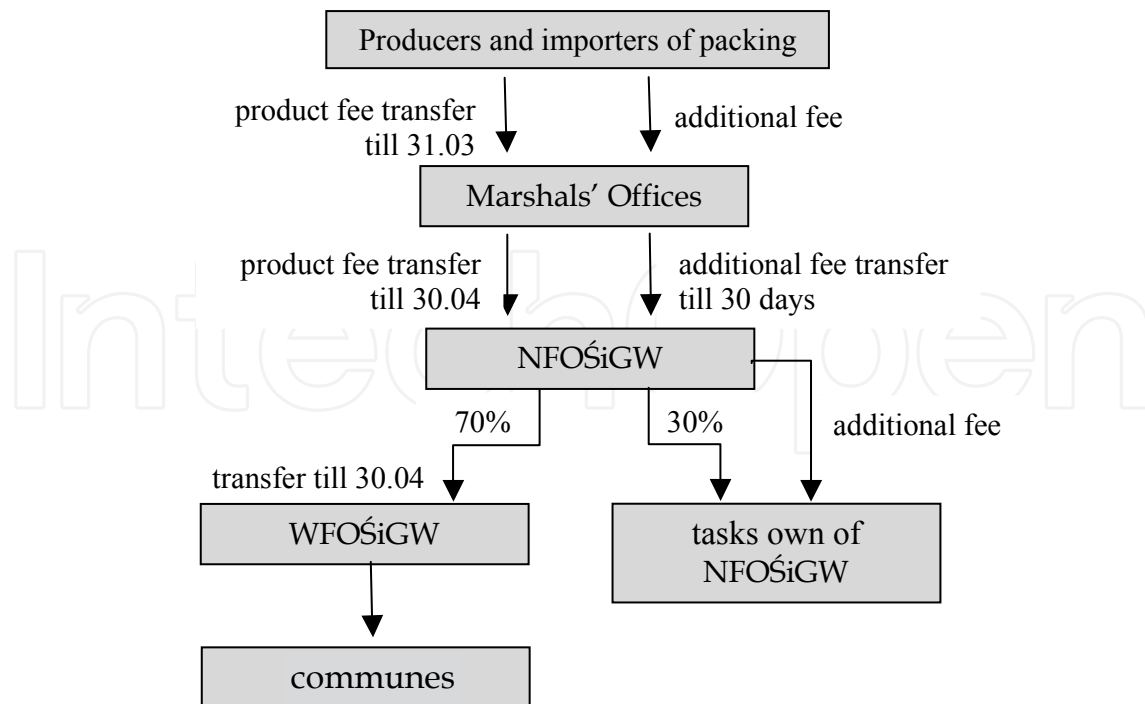 Producers and importers of packing
product fee transfer
till 31.03
additional fee
Marshals' Offices
product fee transfer
till 30.04
additional fee transfer
till 30 days
NFOŚiGW
70%
30%
additional fee
transfer till 30.04
WFOŚiGW
tasks own of
NFOŚiGW
communes
IntechOpen